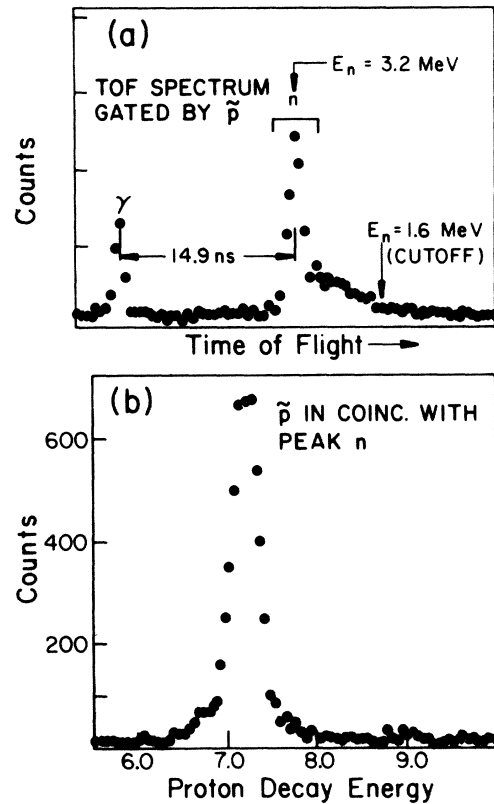 (a)
TOF SPECTRUM
GATED BY p̃
Eₙ = 3.2 MeV
n
γ
14.9 ns
Eₙ=1.6 MeV
(CUTOFF)
Counts
Time of Flight
(b)
p̃ IN COINC. WITH
PEAK n
600
400
200
Counts
6.0 7.0 8.0 9.0
Proton Decay Energy